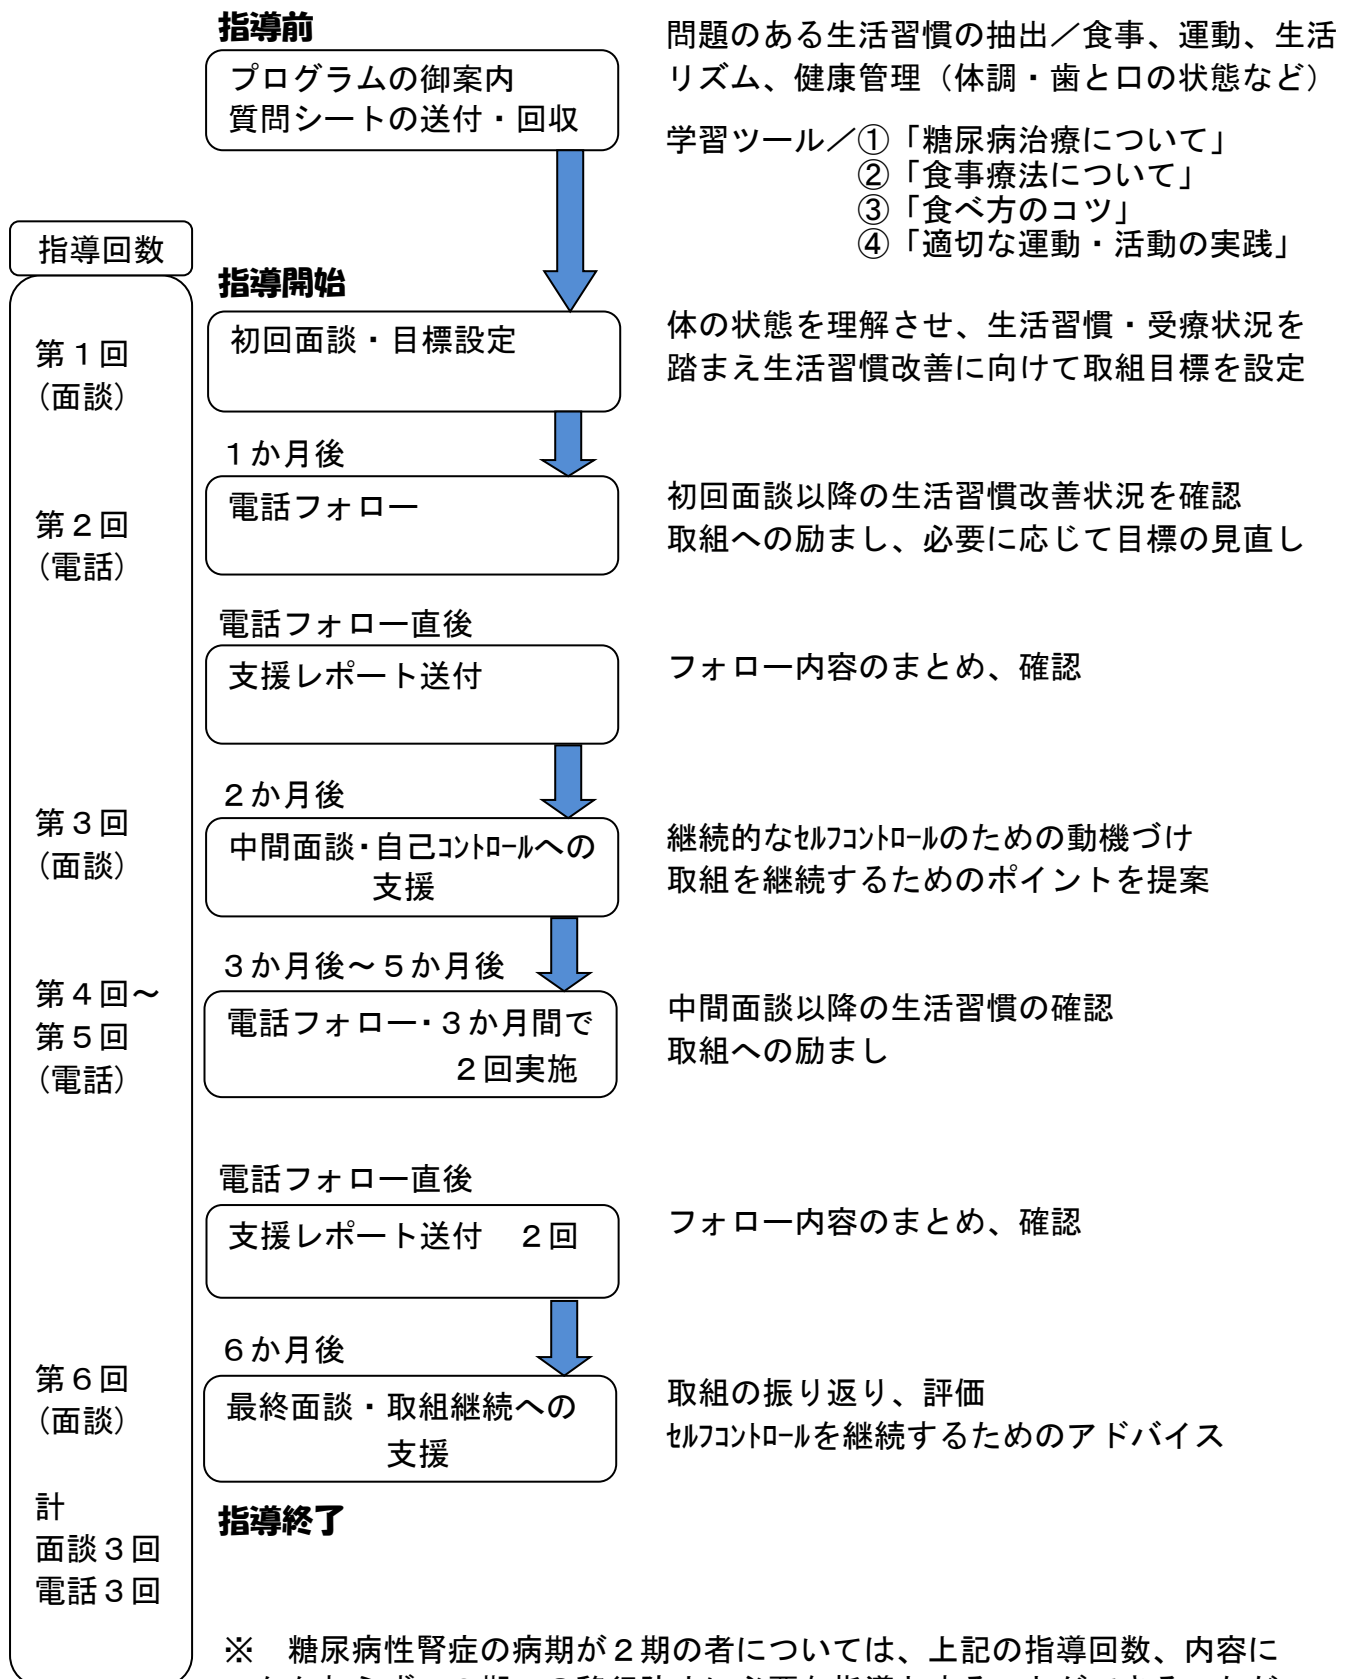 指導前
プログラムの御案内
質問シートの送付・回収
問題のある生活習慣の抽出／食事、運動、生活
リズム、健康管理（体調・歯と口の状態など）
学習ツール／①「糖尿病治療について」
②「食事療法について」
③「食べ方のコツ」
④「適切な運動・活動の実践」
指導回数
指導開始
第１回
（面談）
初回面談・目標設定
体の状態を理解させ、生活習慣・受療状況を
踏まえ生活習慣改善に向けて取組目標を設定
１か月後
第２回
（電話）
電話フォロー
初回面談以降の生活習慣改善状況を確認
取組への励まし、必要に応じて目標の見直し
電話フォロー直後
支援レポート送付
フォロー内容のまとめ、確認
２か月後
第３回
（面談）
中間面談・自己ｺﾝﾄﾛｰﾙへの
支援
継続的なｾﾙﾌｺﾝﾄﾛｰﾙのための動機づけ
取組を継続するためのポイントを提案
３か月後～５か月後
第４回～
第５回
（電話）
電話フォロー・３か月間で
２回実施
中間面談以降の生活習慣の確認
取組への励まし
電話フォロー直後
支援レポート送付　２回
フォロー内容のまとめ、確認
６か月後
第６回
（面談）
最終面談・取組継続への
支援
取組の振り返り、評価
ｾﾙﾌｺﾝﾄﾛｰﾙを継続するためのアドバイス
計
面談３回
電話３回
指導終了
※　糖尿病性腎症の病期が２期の者については、上記の指導回数、内容に